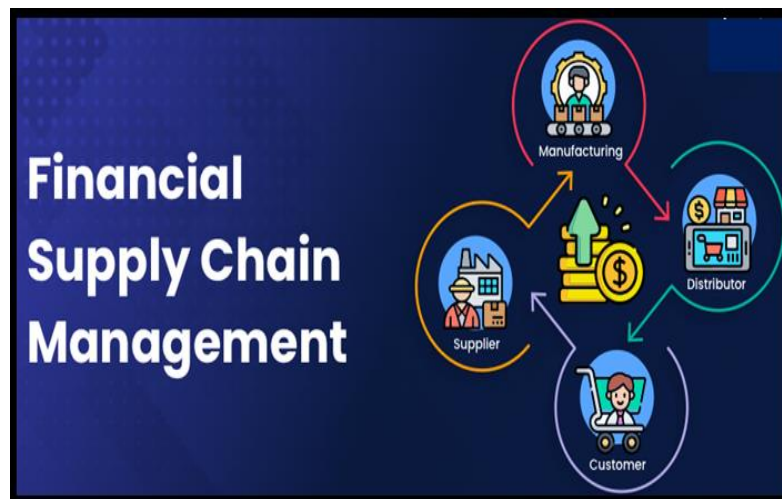 Financial
Supply Chain
Management
Manufacturing
Distributor
Supplier
Customer